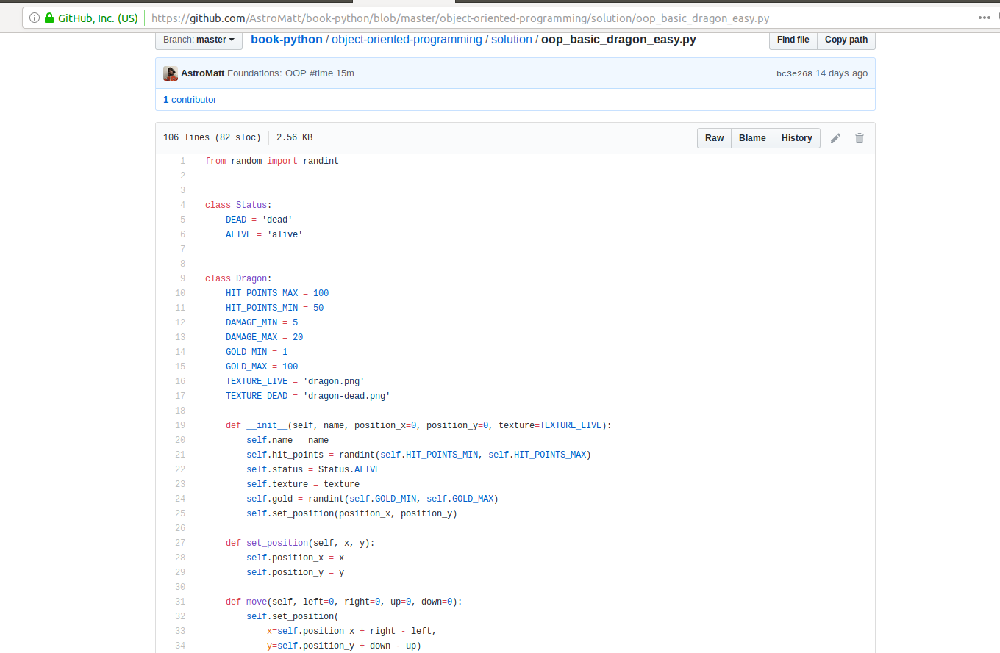 GitHub, Inc. (US) https://github.com/AstroMatt/book-python/blob/master/object-oriented-programming/solution/oop_basic_dragon_easy.py
Branch: master book-python / object-oriented-programming / solution / oop_basic_dragon_easy.py Find file Copy path
AstroMatt Foundations: OOP #time 15m bc3e268 14 days ago
1 contributor
106 lines (82 sloc) 2.56 KB Raw Blame History
1 from random import randint
2
3
4 class Status:
5     DEAD = 'dead'
6     ALIVE = 'alive'
7
8
9 class Dragon:
10     HIT_POINTS_MAX = 100
11     HIT_POINTS_MIN = 50
12     DAMAGE_MIN = 5
13     DAMAGE_MAX = 20
14     GOLD_MIN = 1
15     GOLD_MAX = 100
16     TEXTURE_LIVE = 'dragon.png'
17     TEXTURE_DEAD = 'dragon-dead.png'
18
19     def __init__(self, name, position_x=0, position_y=0, texture=TEXTURE_LIVE):
20         self.name = name
21         self.hit_points = randint(self.HIT_POINTS_MIN, self.HIT_POINTS_MAX)
22         self.status = Status.ALIVE
23         self.texture = texture
24         self.gold = randint(self.GOLD_MIN, self.GOLD_MAX)
25         self.set_position(position_x, position_y)
26
27     def set_position(self, x, y):
28         self.position_x = x
29         self.position_y = y
30
31     def move(self, left=0, right=0, up=0, down=0):
32         self.set_position(
33             x=self.position_x + right - left,
34             y=self.position_y + down - up)